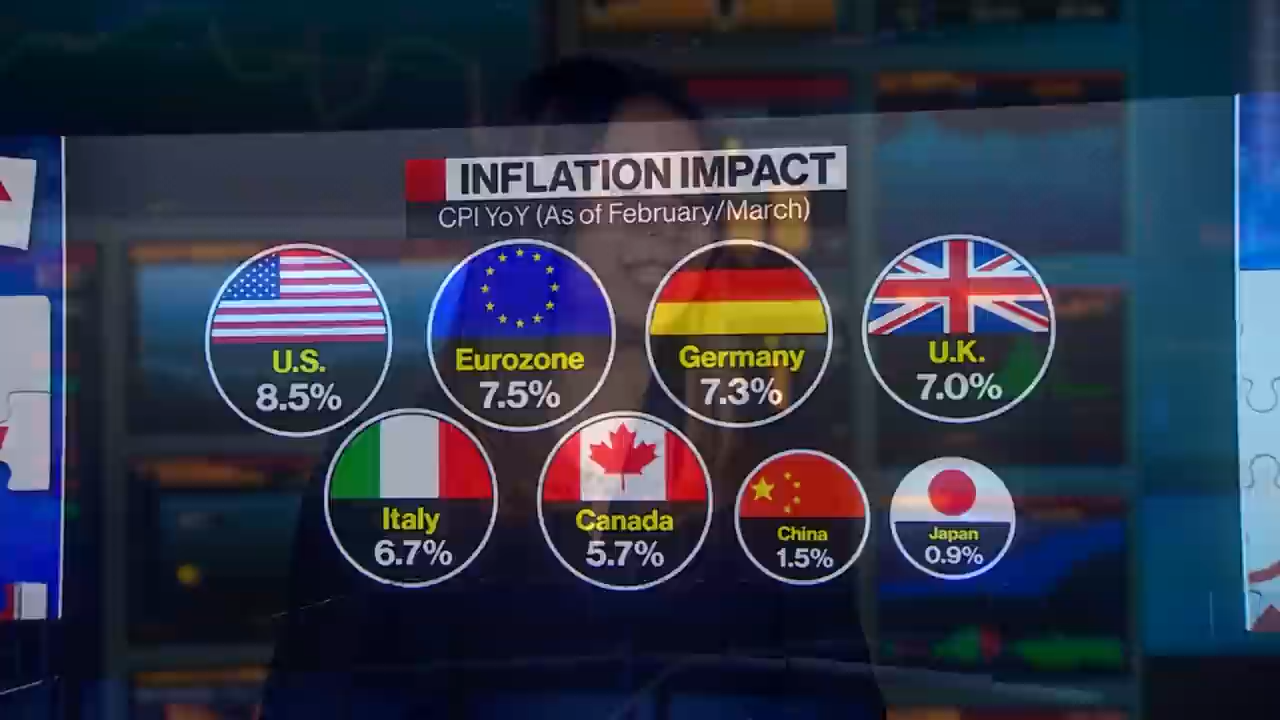 INFLATION IMPACT
CPI YoY (As of February/March)
U.S.
8.5%
Eurozone
7.5%
Germany
7.3%
U.K.
7.0%
Italy
6.7%
Canada
5.7%
China
1.5%
Japan
0.9%